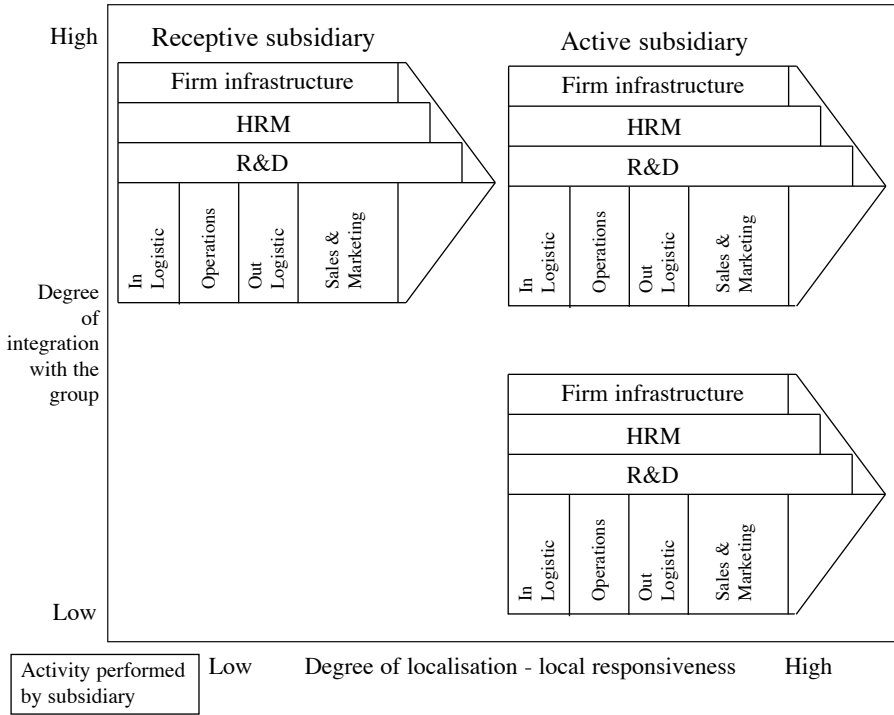 High
Receptive subsidiary
Active subsidiary
Firm infrastructure
HRM
R&D
In
Logistic
Operations
Out
Logistic
Sales &
Marketing
Firm infrastructure
HRM
R&D
In
Logistic
Operations
Out
Logistic
Sales &
Marketing
Degree
of
integration
with the
group
Firm infrastructure
HRM
R&D
In
Logistic
Operations
Out
Logistic
Sales &
Marketing
Low
Low
Degree of localisation - local responsiveness
High
Activity performed
by subsidiary